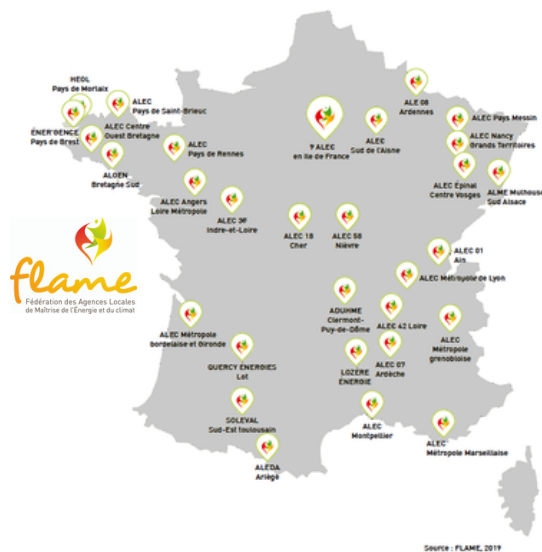 HEOL
Pays de Morlaix
ALEC
Pays de Saint-Brieuc
ENER'GENCE
Pays de Brest
ALEC Centre
Ouest Bretagne
ALOEN
Bretagne Sud
ALEC
Pays de Rennes
ALEC Angers
Loire Métropole
ALEC 37
Indre-et-Loire
9 ALEC
en Ile de France
ALEC
Sud de l'Aisne
ALE 08
Ardennes
ALEC Pays Messin
ALEC Nancy
Grands Territoires
ALEC Épinal
Centre Vosges
ALME Mulhouse
Sud Alsace
ALEC 18
Cher
ALEC 58
Nièvre
ALEC 01
Ain
ALEC Métropole de Lyon
ADUHME
Clermont-
Puy-de-Dôme
ALEC 42 Loire
ALEC
Métropole
grenobloise
ALEC 07
Ardèche
LOZERE
ENERGIE
ALEC Métropole
bordelaise et Gironde
QUERCY ENERGIES
Lot
SOLEVAL
Sud-Est toulousain
ALEDA
Ariège
ALEC
Montpellier
ALEC
Métropole Marseillaise
flame
Fédération des Agences Locales
de Maîtrise de l'Énergie et du climat
Source : FLAME, 2019